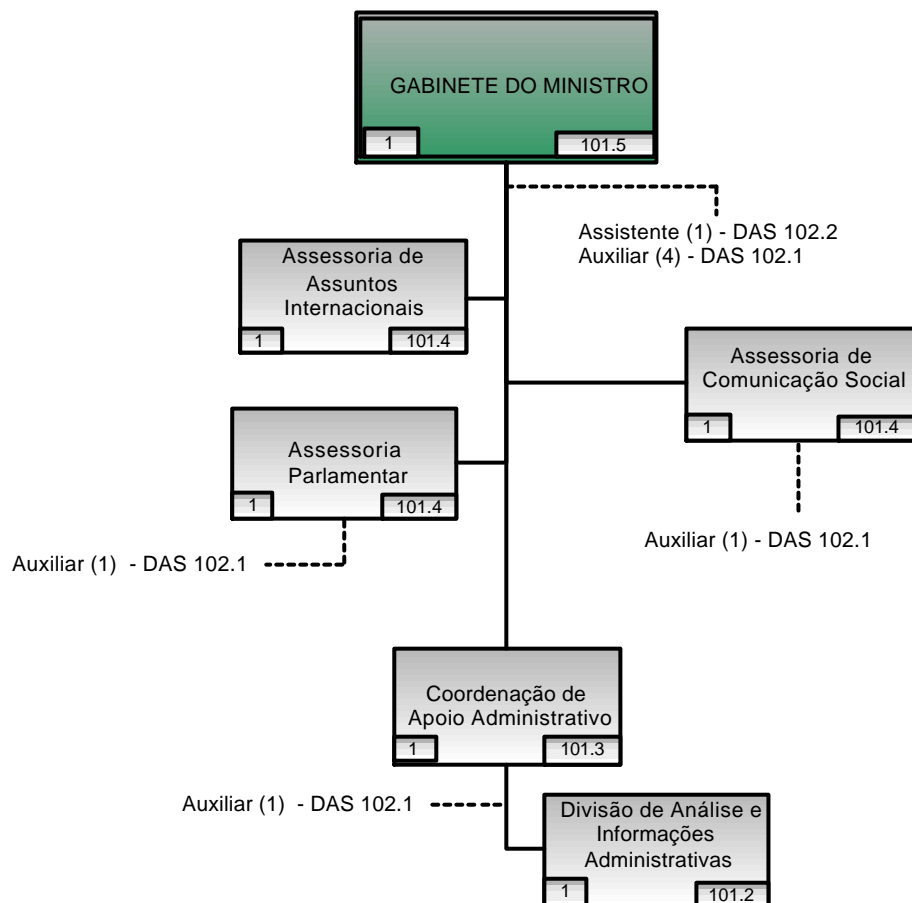 GABINETE DO MINISTRO
1
101.5
Assistente (1) - DAS 102.2
Auxiliar (4) - DAS 102.1
Assessoria de
Assuntos
Internacionais
1
101.4
Assessoria de
Comunicação Social
1
101.4
Auxiliar (1) - DAS 102.1
Assessoria
Parlamentar
1
101.4
Auxiliar (1) - DAS 102.1
Coordenação de
Apoio Administrativo
1
101.3
Auxiliar (1) - DAS 102.1
Divisão de Análise e
Informações
Administrativas
1
101.2